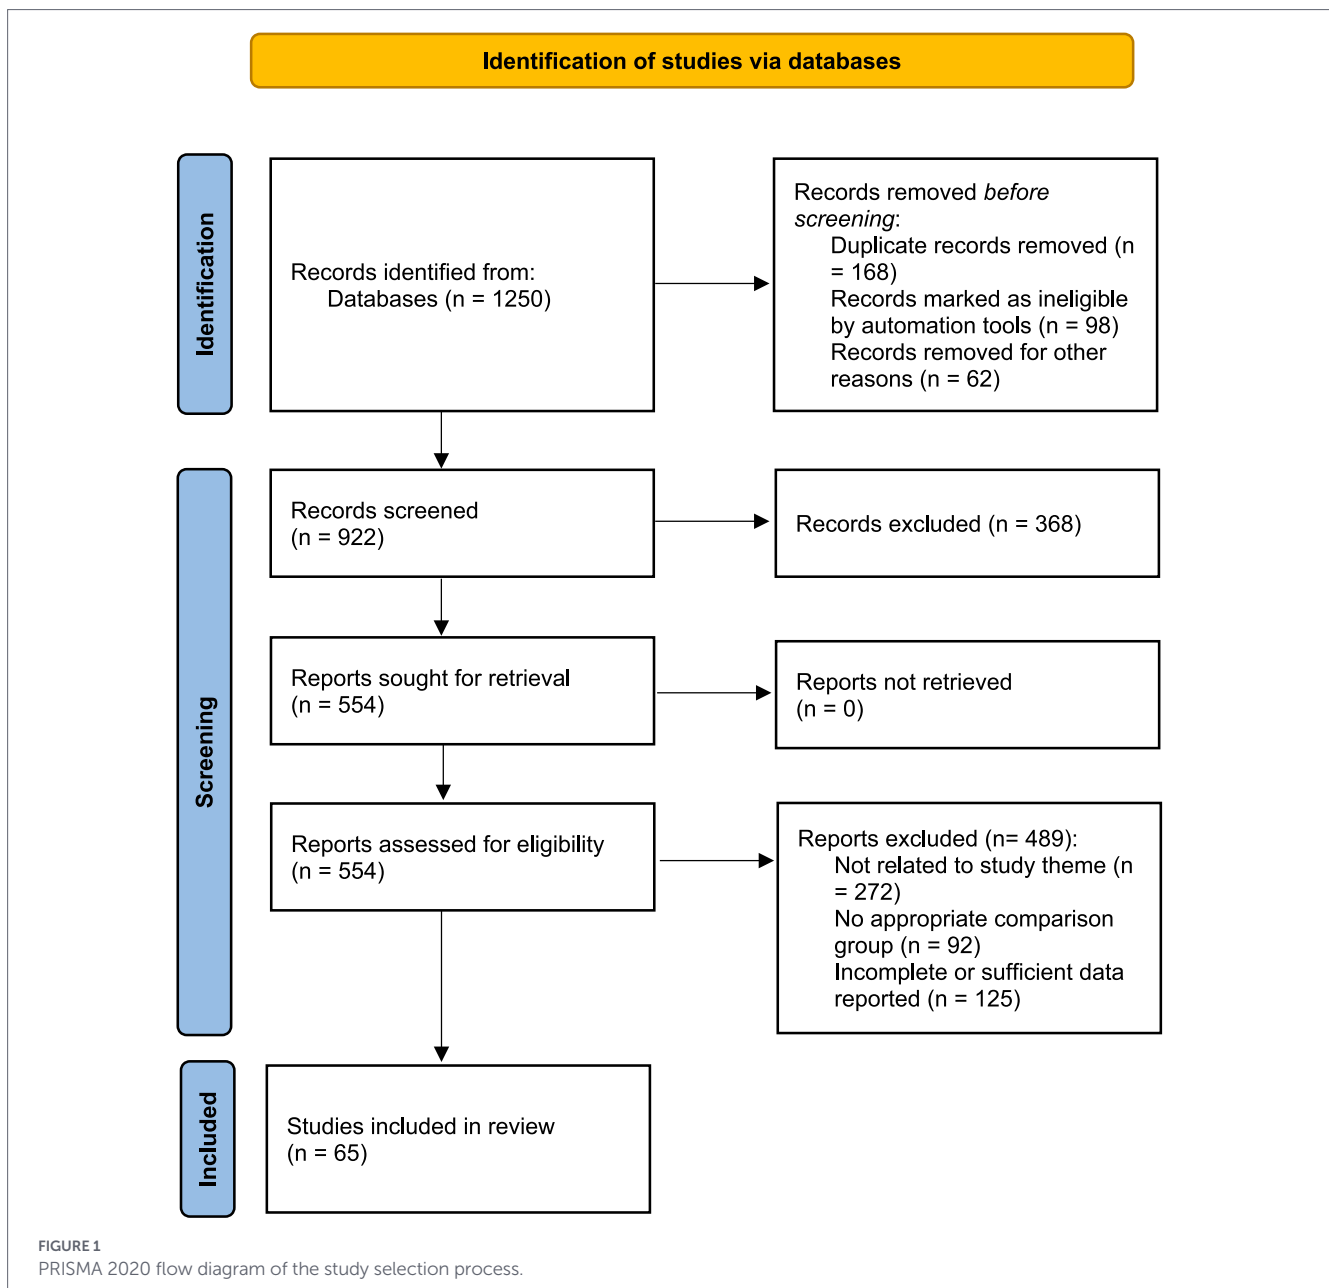 Identification of studies via databases
Identification
Records identified from:
Databases (n = 1250)
Records removed before
screening:
Duplicate records removed (n
= 168)
Records marked as ineligible
by automation tools (n = 98)
Records removed for other
reasons (n = 62)
Screening
Records screened
(n = 922)
Records excluded (n = 368)
Reports sought for retrieval
(n = 554)
Reports not retrieved
(n = 0)
Reports assessed for eligibility
(n = 554)
Reports excluded (n= 489):
Not related to study theme (n
= 272)
No appropriate comparison
group (n = 92)
Incomplete or sufficient data
reported (n = 125)
Included
Studies included in review
(n = 65)
FIGURE 1
PRISMA 2020 flow diagram of the study selection process.